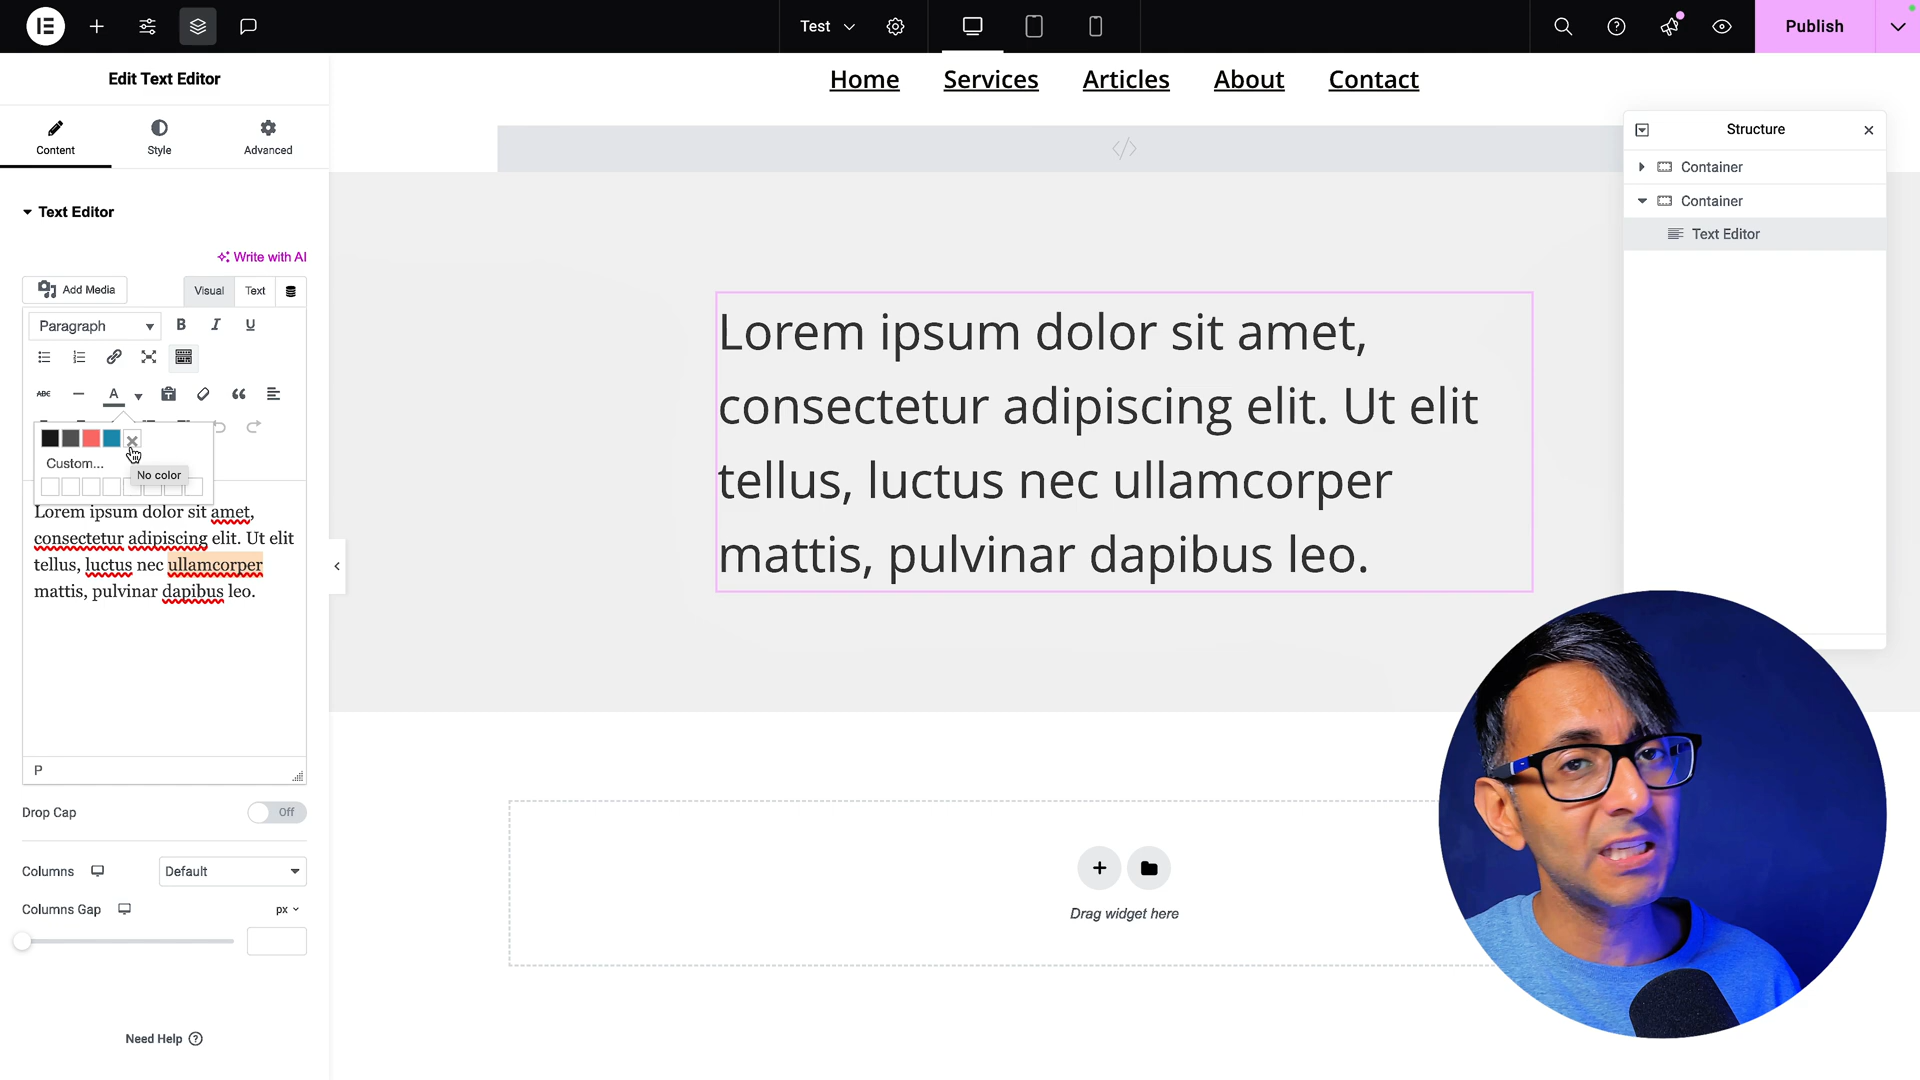 Test
Publish
Edit Text Editor
Content
Style
Advanced
Text Editor
Write with AI
Add Media
Visual
Text
Paragraph
B
I
U
ABC
A
Custom...
No color
Lorem ipsum dolor sit amet,
consectetur adipiscing elit. Ut elit
tellus, luctus nec ullamcorper
mattis, pulvinar dapibus leo.
P
Drop Cap
Off
Columns
Default
Columns Gap
px
Need Help
Home
Services
Articles
About
Contact
Lorem ipsum dolor sit amet,
consectetur adipiscing elit. Ut elit
tellus, luctus nec ullamcorper
mattis, pulvinar dapibus leo.
Drag widget here
Structure
Container
Container
Text Editor